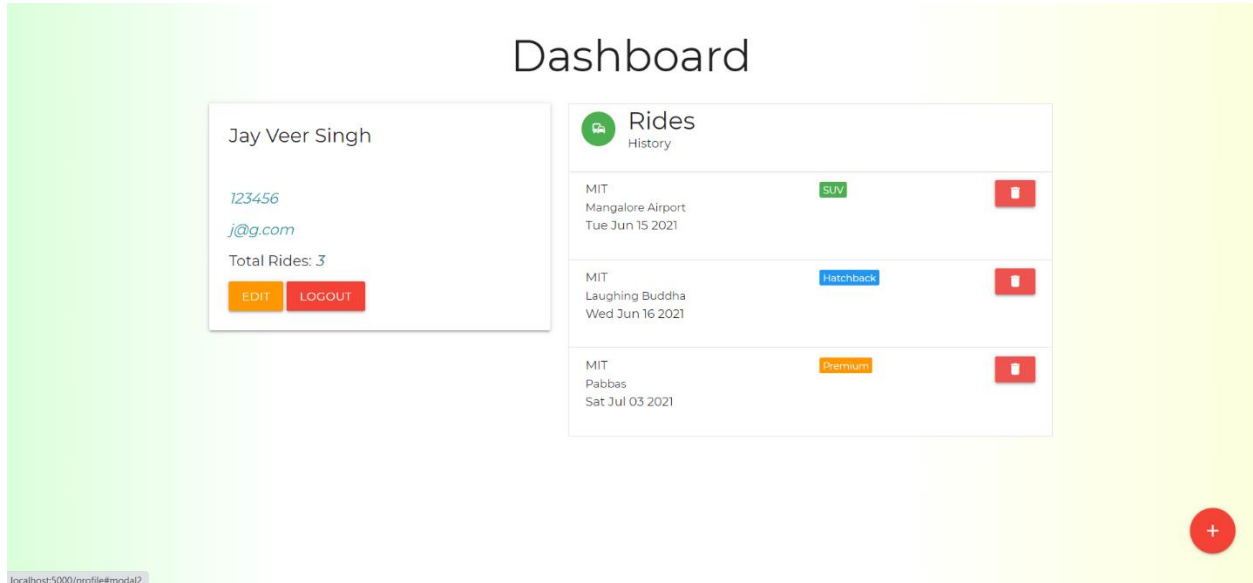 Dashboard
Jay Veer Singh
123456
j@g.com
Total Rides: 3
EDIT LOGOUT
Rides
History
MIT
SUV
Mangalore Airport
Tue Jun 15 2021
MIT
Hatchback
Laughing Buddha
Wed Jun 16 2021
MIT
Premium
Pabbas
Sat Jul 03 2021
+
localhost:5000/profile#modal2